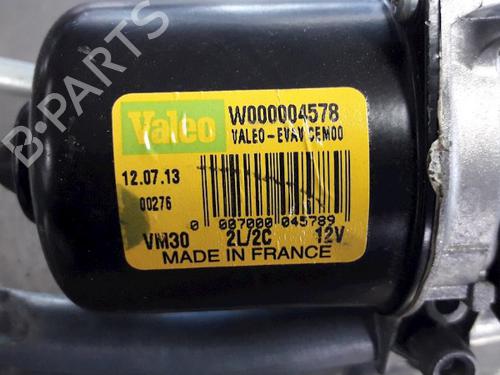 B-PARTS
Valeo
W000004578
VALEO-EVAV CEM00
12.07.13
00276
0 007000 045789
VM30 2L/2C 12V
MADE IN FRANCE